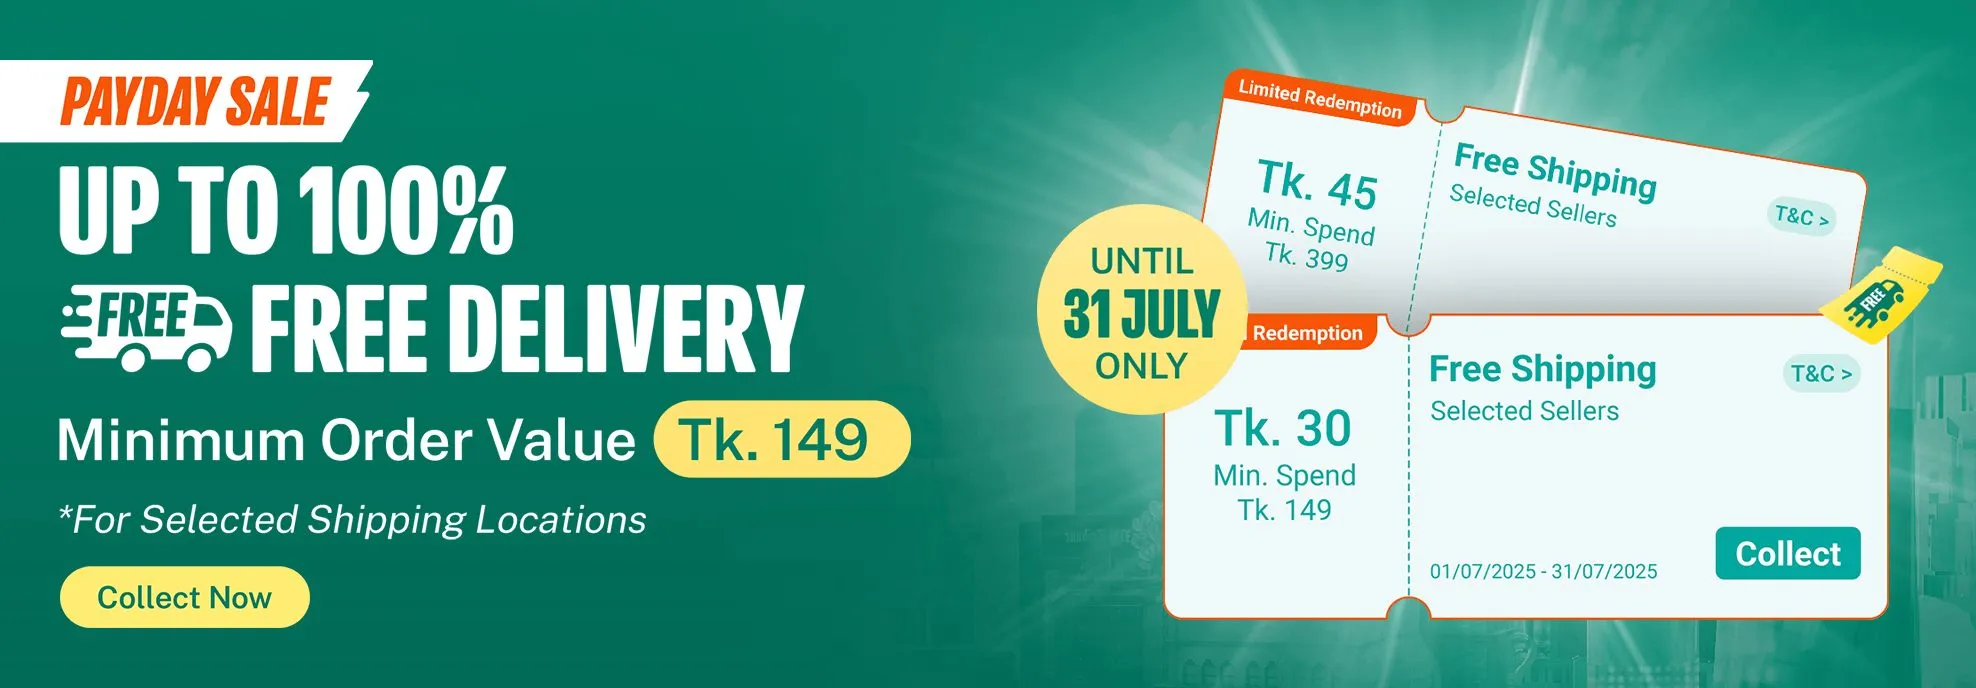 PAYDAY SALE
UP TO 100%
FREE FREE DELIVERY
Minimum Order Value Tk. 149
*For Selected Shipping Locations
Collect Now
UNTIL
31 JULY
ONLY
Limited Redemption
Tk. 45
Min. Spend
Tk. 399
Free Shipping
Selected Sellers
T&C >
FREE
Redemption
Tk. 30
Min. Spend
Tk. 149
Free Shipping
Selected Sellers
T&C >
01/07/2025 - 31/07/2025
Collect